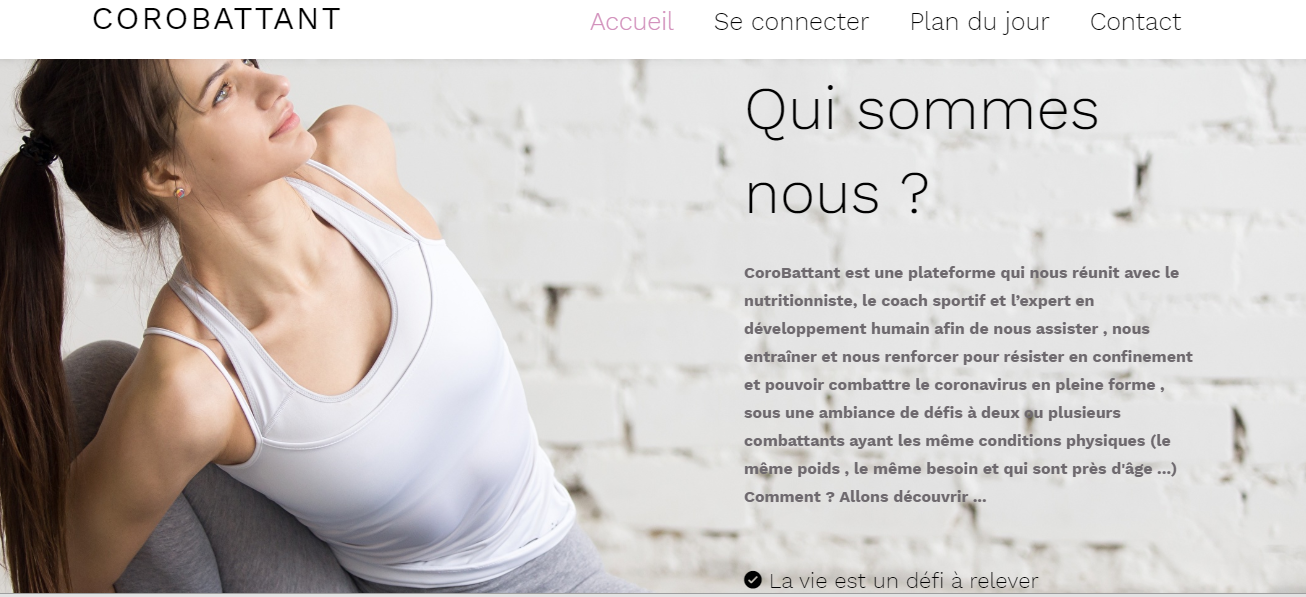 COROBATTANT
Accueil Se connecter Plan du jour Contact
Qui sommes
nous ?
CoroBattant est une plateforme qui nous réunit avec le
nutritionniste, le coach sportif et l’expert en
développement humain afin de nous assister , nous
entraîner et nous renforcer pour résister en confinement
et pouvoir combattre le coronavirus en pleine forme ,
sous une ambiance de défis à deux ou plusieurs
combattants ayant les même conditions physiques (le
même poids , le même besoin et qui sont près d'âge ...)
Comment ? Allons découvrir ...
La vie est un défi à relever